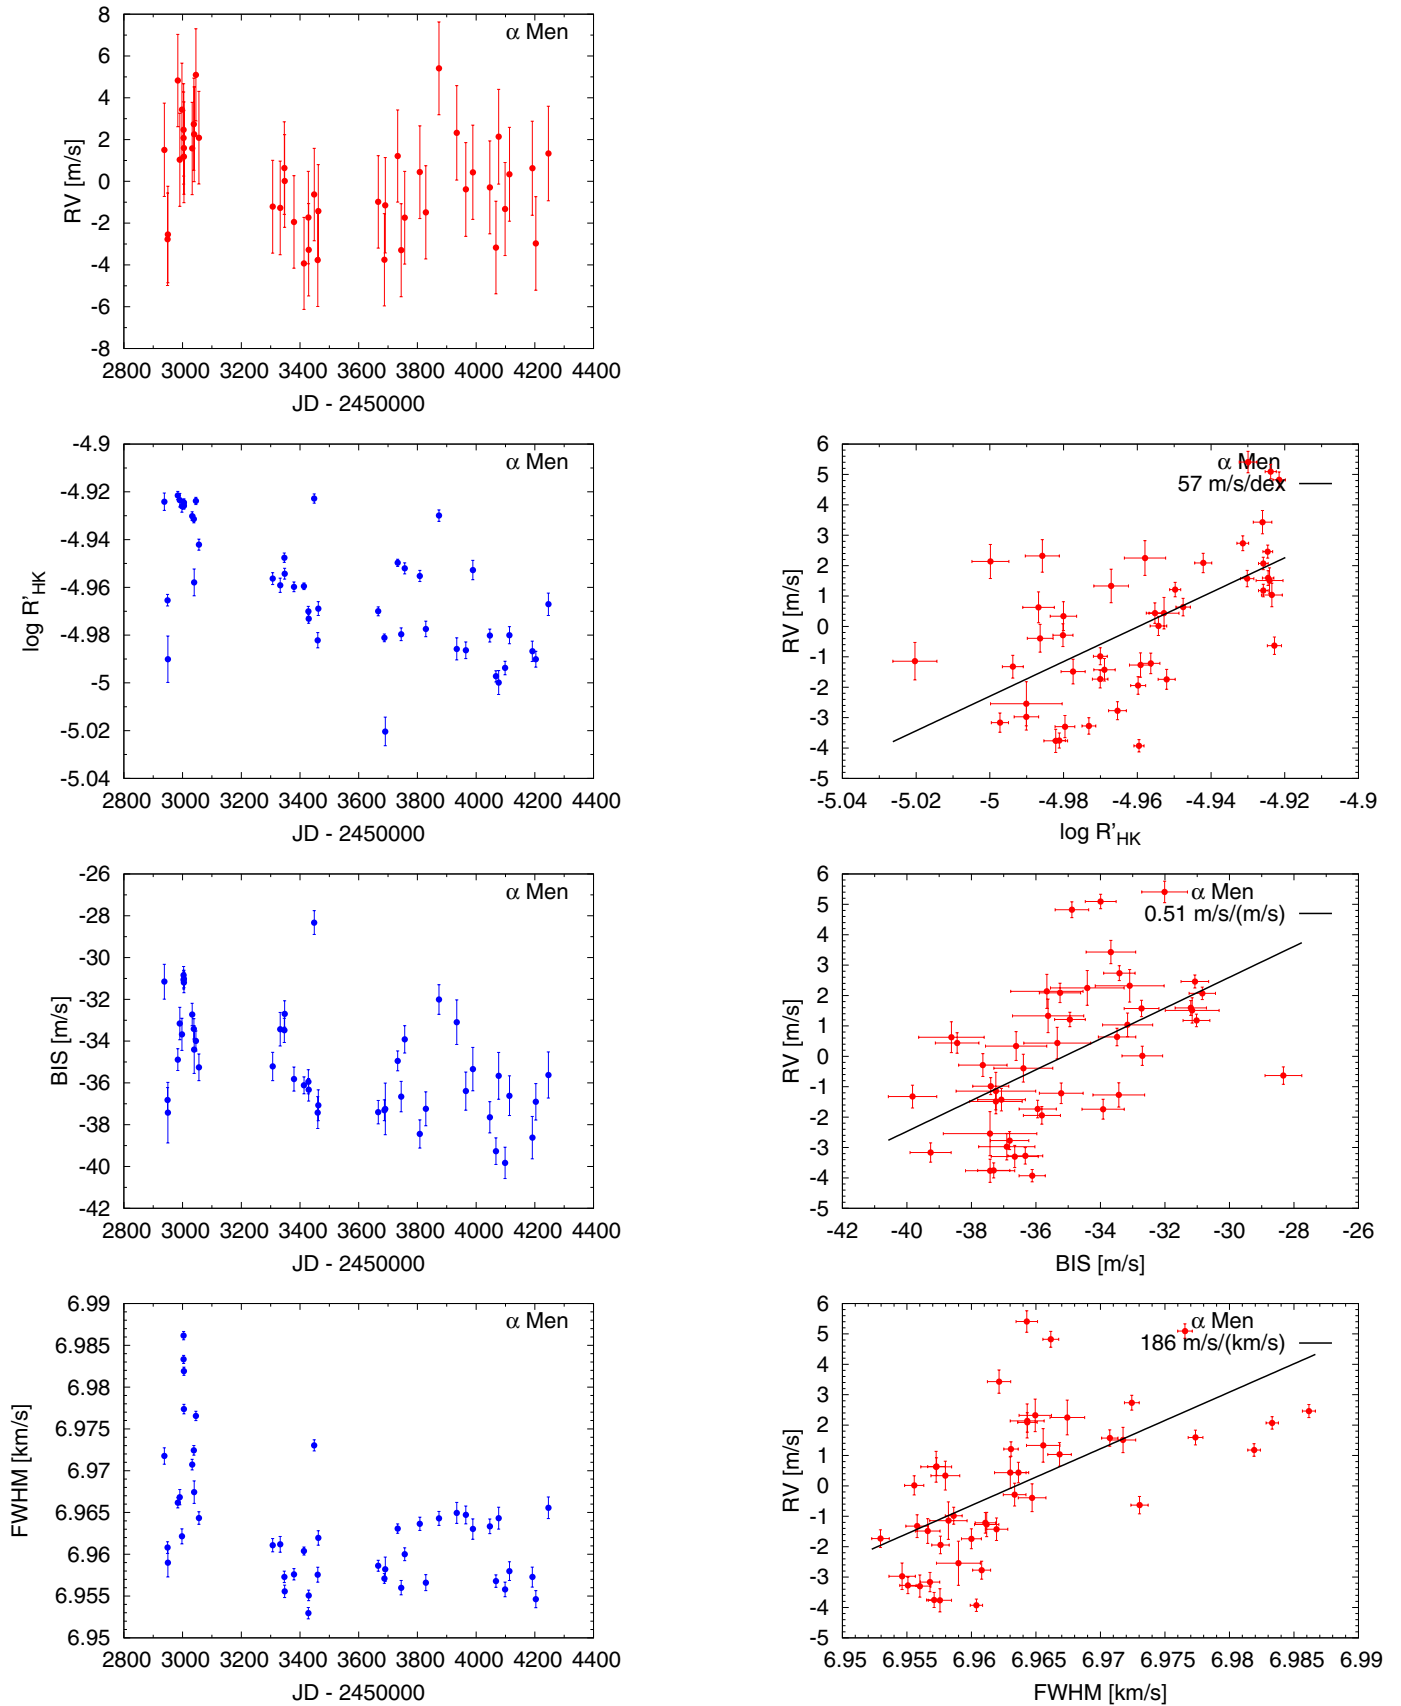 8
6
4
2
0
-2
-4
-6
-8
RV [m/s]
α Men
2800 3000 3200 3400 3600 3800 4000 4200 4400
JD - 2450000
-4.9
-4.92
-4.94
-4.96
-4.98
-5
-5.02
-5.04
log R'HK
α Men
2800 3000 3200 3400 3600 3800 4000 4200 4400
JD - 2450000
6
5
4
3
2
1
0
-1
-2
-3
-4
-5
RV [m/s]
α Men
57 m/s/dex
-5.04 -5.02 -5 -4.98 -4.96 -4.94 -4.92 -4.9
log R'HK
-26
-28
-30
-32
-34
-36
-38
-40
-42
BIS [m/s]
α Men
2800 3000 3200 3400 3600 3800 4000 4200 4400
JD - 2450000
6
5
4
3
2
1
0
-1
-2
-3
-4
-5
RV [m/s]
α Men
0.51 m/s/(m/s)
-42 -40 -38 -36 -34 -32 -30 -28 -26
BIS [m/s]
6.99
6.985
6.98
6.975
6.97
6.965
6.96
6.955
6.95
FWHM [km/s]
α Men
2800 3000 3200 3400 3600 3800 4000 4200 4400
JD - 2450000
6
5
4
3
2
1
0
-1
-2
-3
-4
-5
RV [m/s]
α Men
186 m/s/(km/s)
6.95 6.955 6.96 6.965 6.97 6.975 6.98 6.985 6.99
FWHM [km/s]